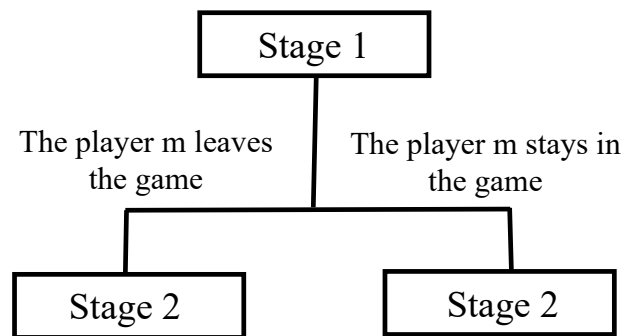 Stage 1
The player m leaves
the game
The player m stays in
the game
Stage 2
Stage 2